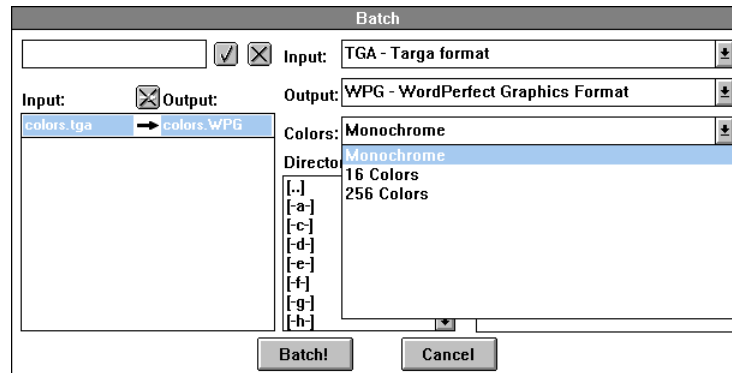 Batch
Input: TGA - Targa format
Output: WPG - WordPerfect Graphics Format
Input: Output:
colors.tga colors.WPG
Colors: Monochrome
Monochrome
16 Colors
256 Colors
Directo
[..]
[-a-]
[-c-]
[-d-]
[-e-]
[-f-]
[-g-]
[-h-]
Batch! Cancel